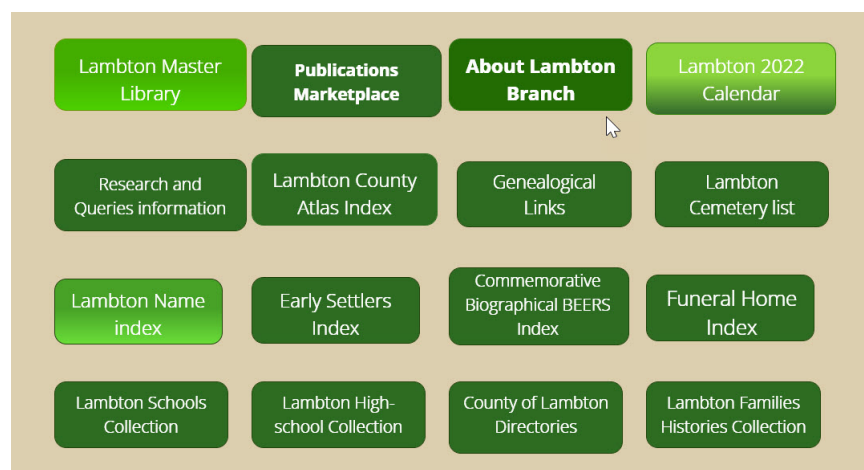 Lambton Master
Library
Publications
Marketplace
About Lambton
Branch
Lambton 2022
Calendar
Research and
Queries information
Lambton County
Atlas Index
Genealogical
Links
Lambton
Cemetery list
Lambton Name
index
Early Settlers
Index
Commemorative
Biographical BEERS
Index
Funeral Home
Index
Lambton Schools
Collection
Lambton High-
school Collection
County of Lambton
Directories
Lambton Families
Histories Collection